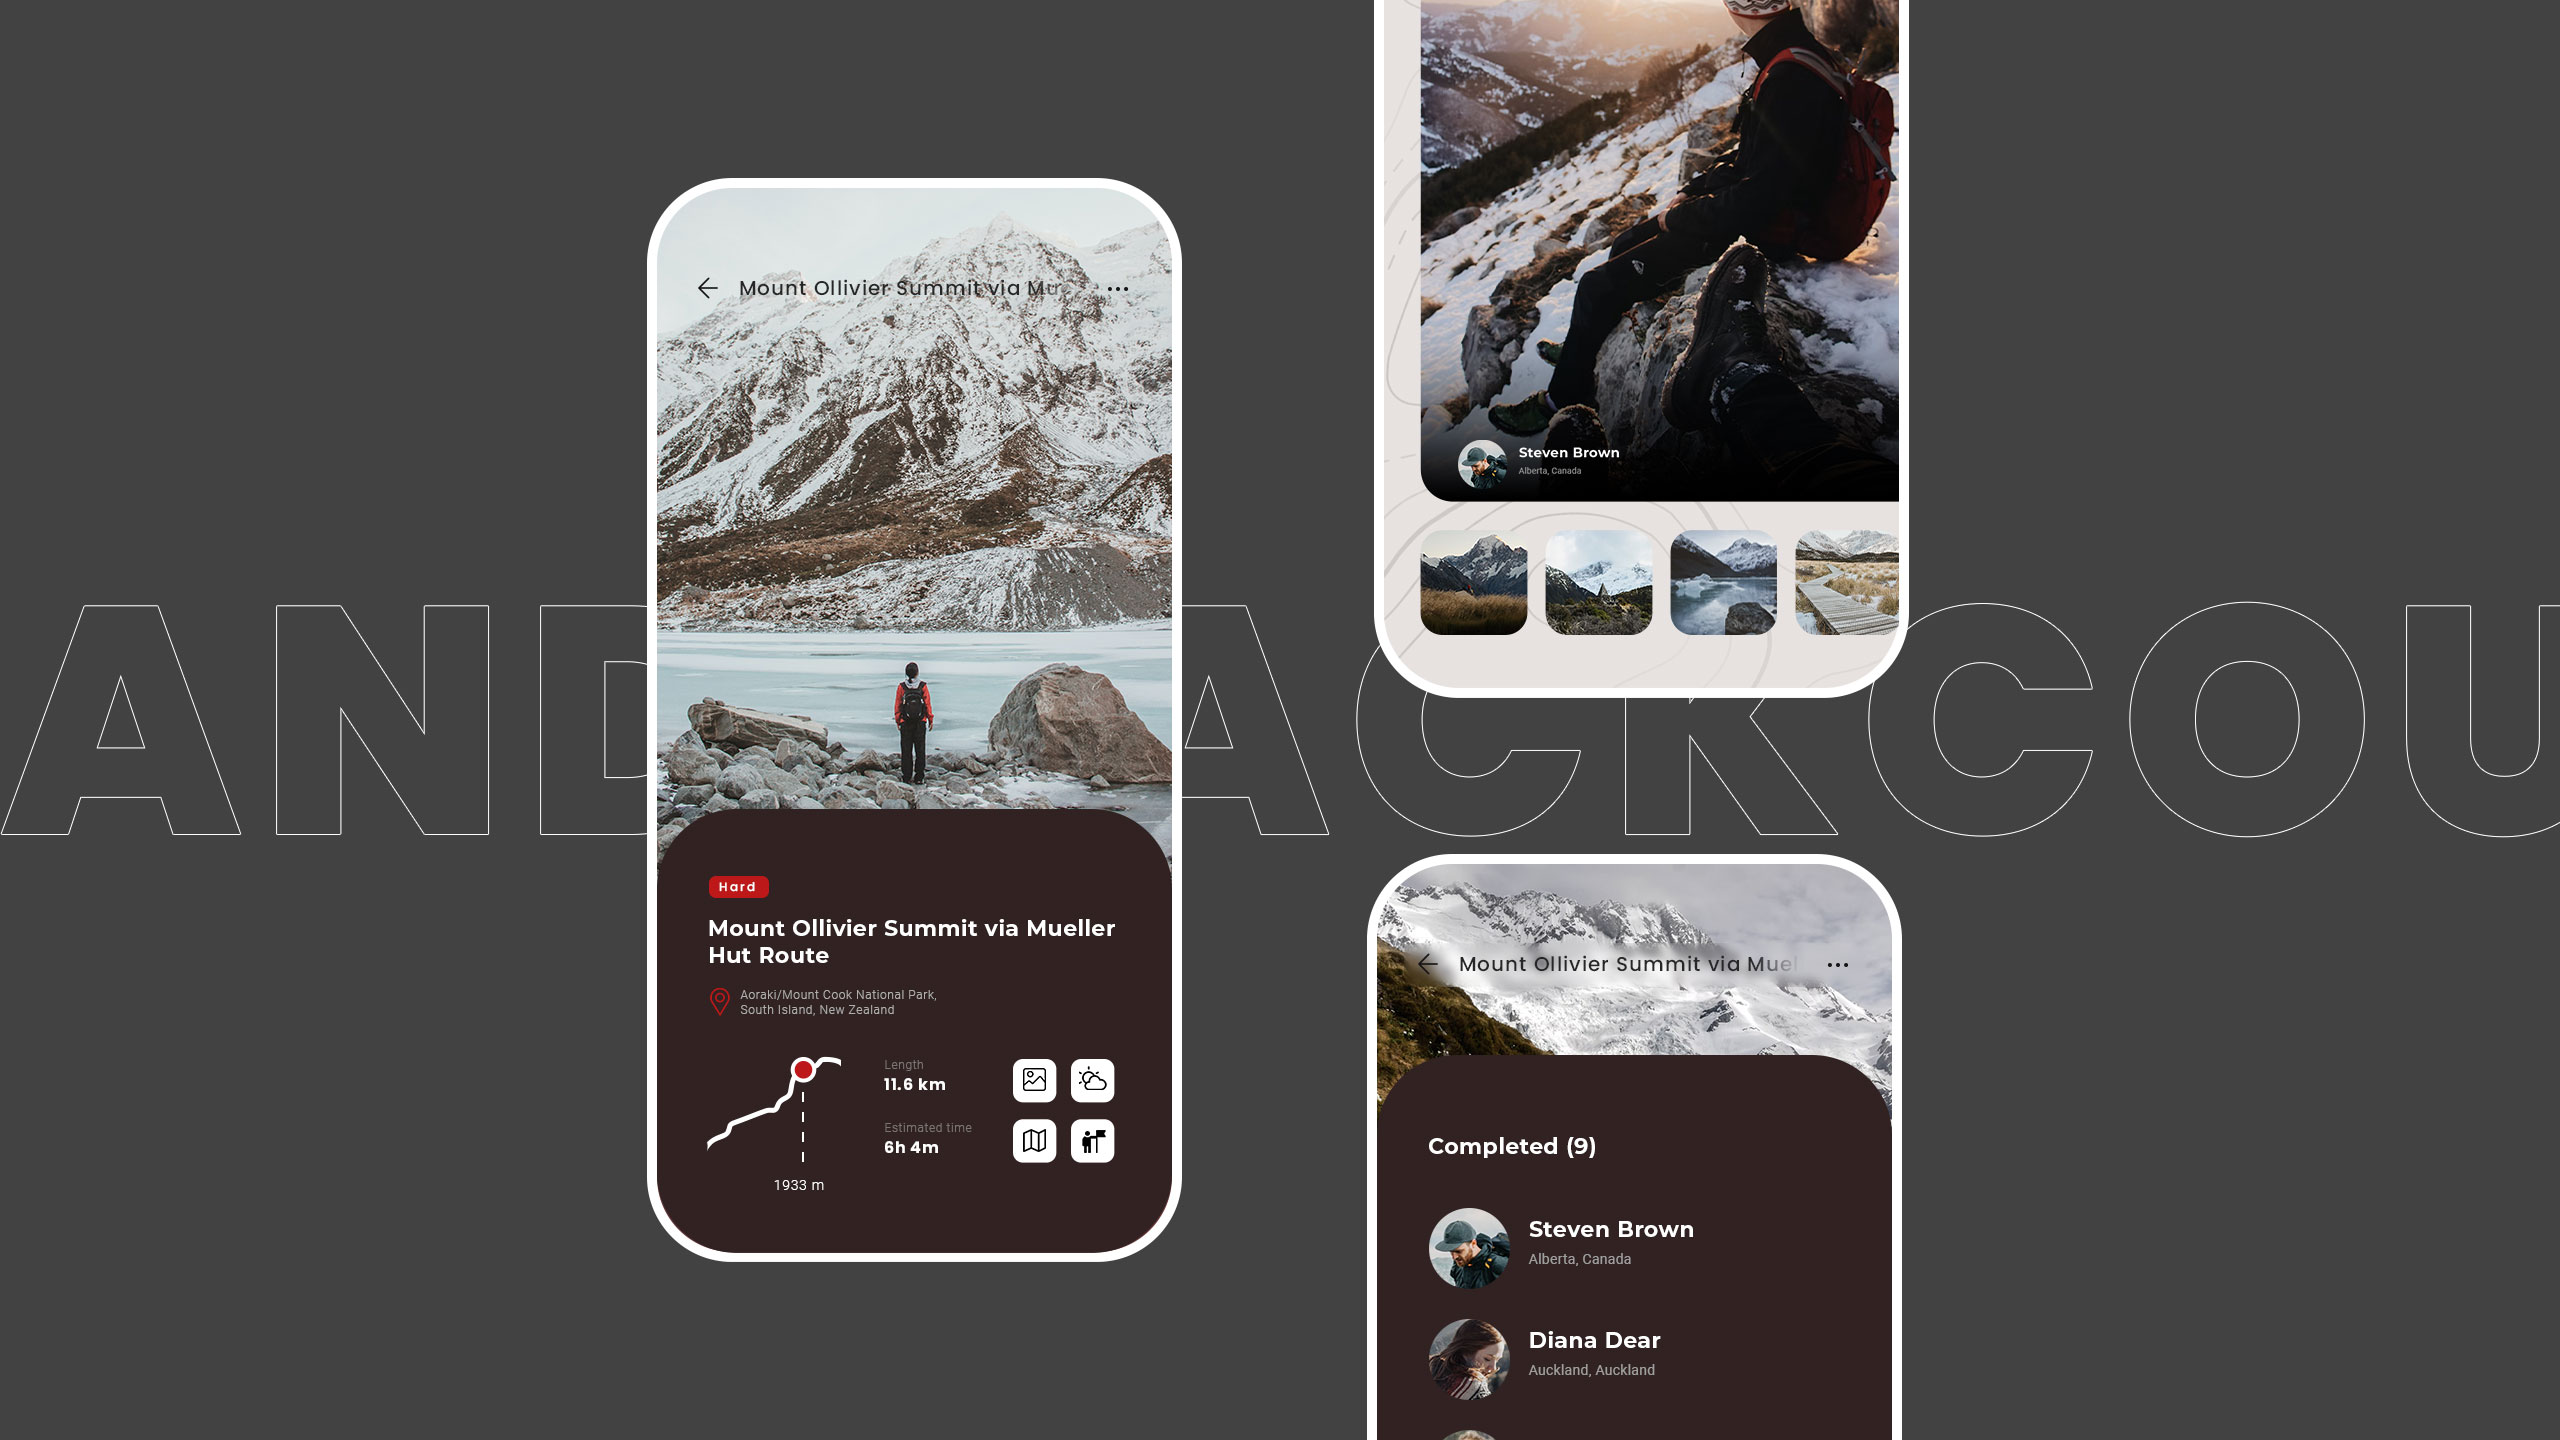 Mount Ollivier Summit via Mu
Hard
Mount Ollivier Summit via Mueller
Hut Route
Aoraki/Mount Cook National Park,
South Island, New Zealand
Length
11.6 km
Estimated time
6h 4m
1933 m
Steven Brown
Alberta, Canada
AND ACKCOU
Mount Ollivier Summit via Muel
Completed (9)
Steven Brown
Alberta, Canada
Diana Dear
Auckland, Auckland